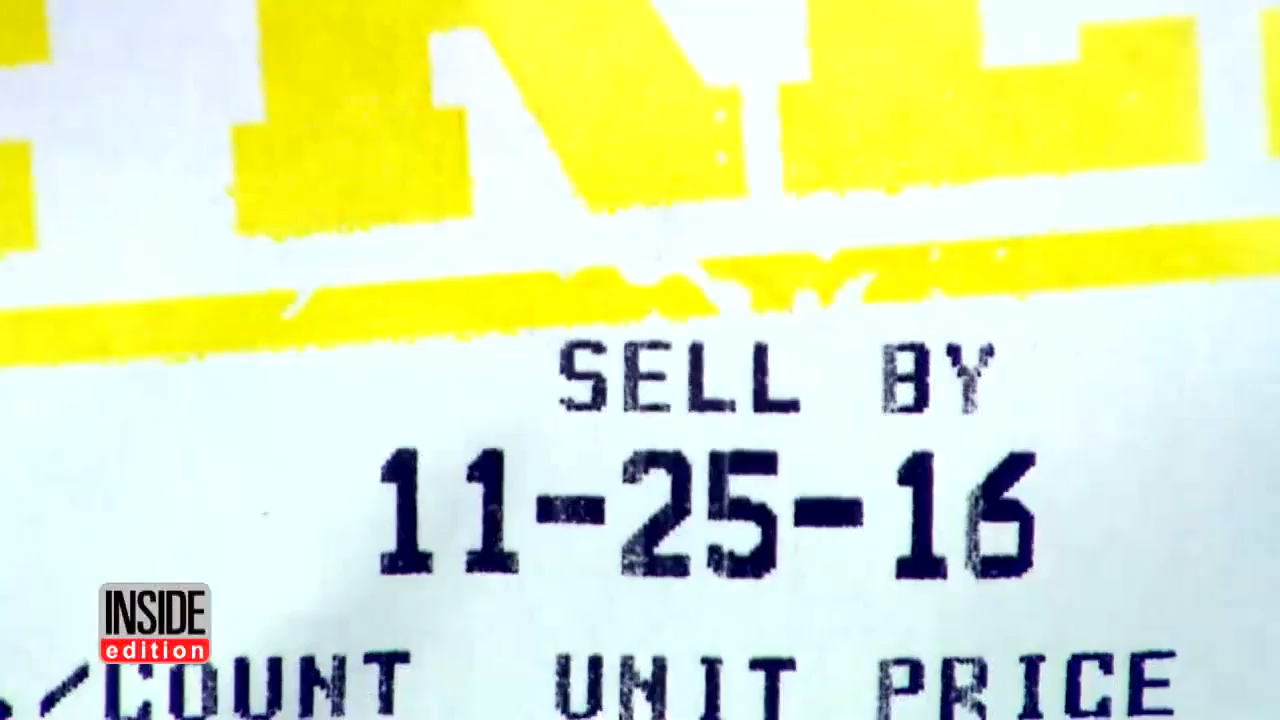 SELL BY
11-25-16
/COUNT UNIT PRICE
INSIDE
edition